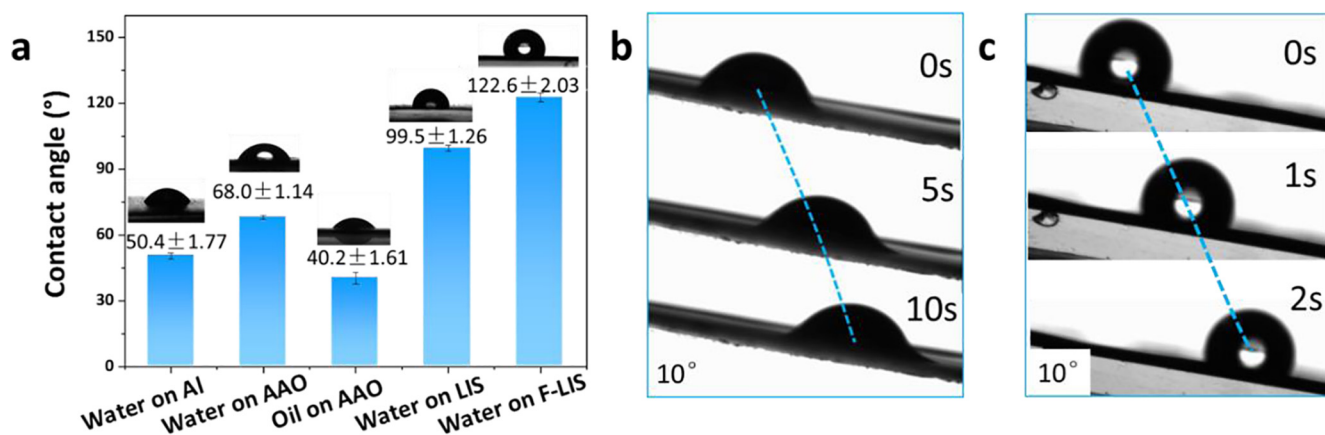 a
Contact angle (°)
150
120
90
60
30
0
50.4±1.77
68.0±1.14
40.2±1.61
99.5±1.26
122.6±2.03
Water on Al
Water on AAO
Oil on AAO
Water on LIS
Water on F-LIS
b
0s
5s
10s
10°
c
0s
1s
2s
10°